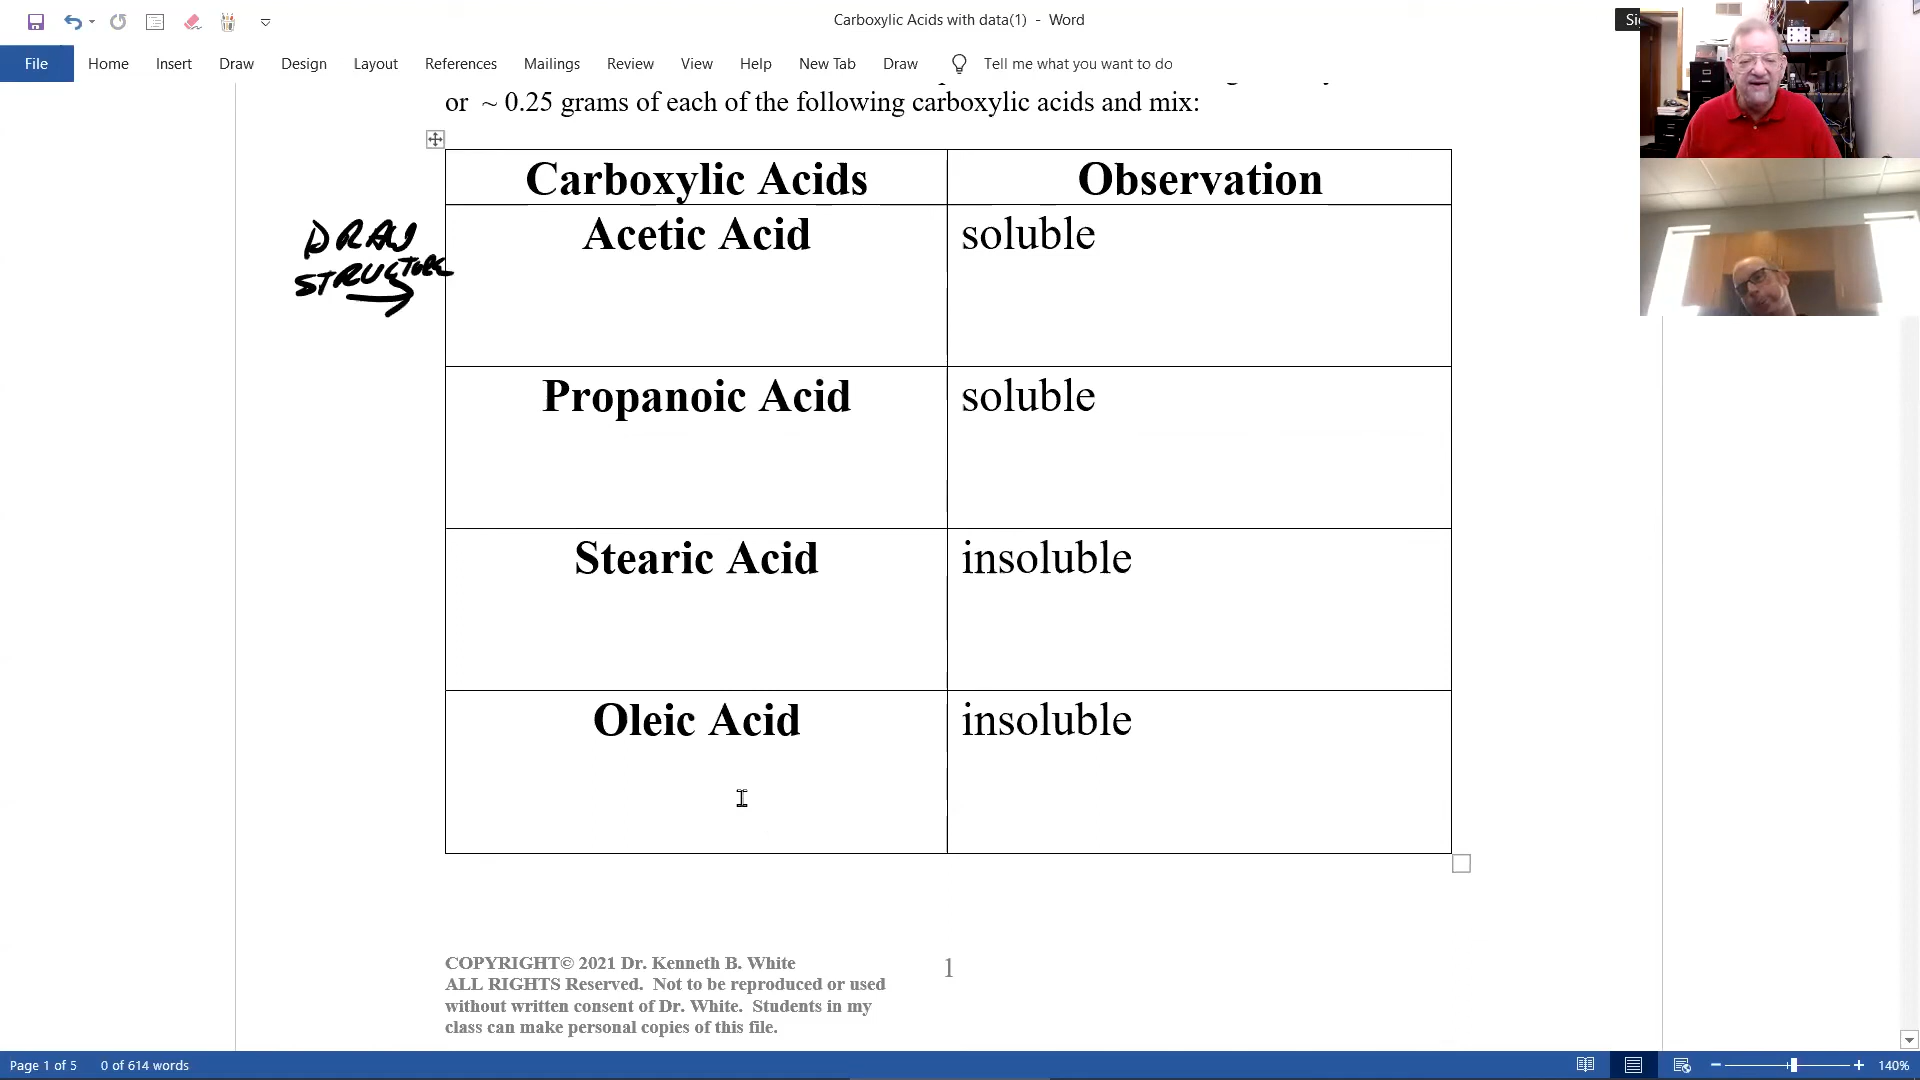 Carboxylic Acids with data(1) - Word
File Home Insert Draw Design Layout References Mailings Review View Help New Tab Draw Tell me what you want to do
or ~ 0.25 grams of each of the following carboxylic acids and mix:
Carboxylic Acids Observation
DRAW
STRUCTURE
Acetic Acid soluble
Propanoic Acid soluble
Stearic Acid insoluble
Oleic Acid insoluble
COPYRIGHT© 2021 Dr. Kenneth B. White
ALL RIGHTS Reserved. Not to be reproduced or used
without written consent of Dr. White. Students in my
class can make personal copies of this file.
1
Page 1 of 5 0 of 614 words 140%